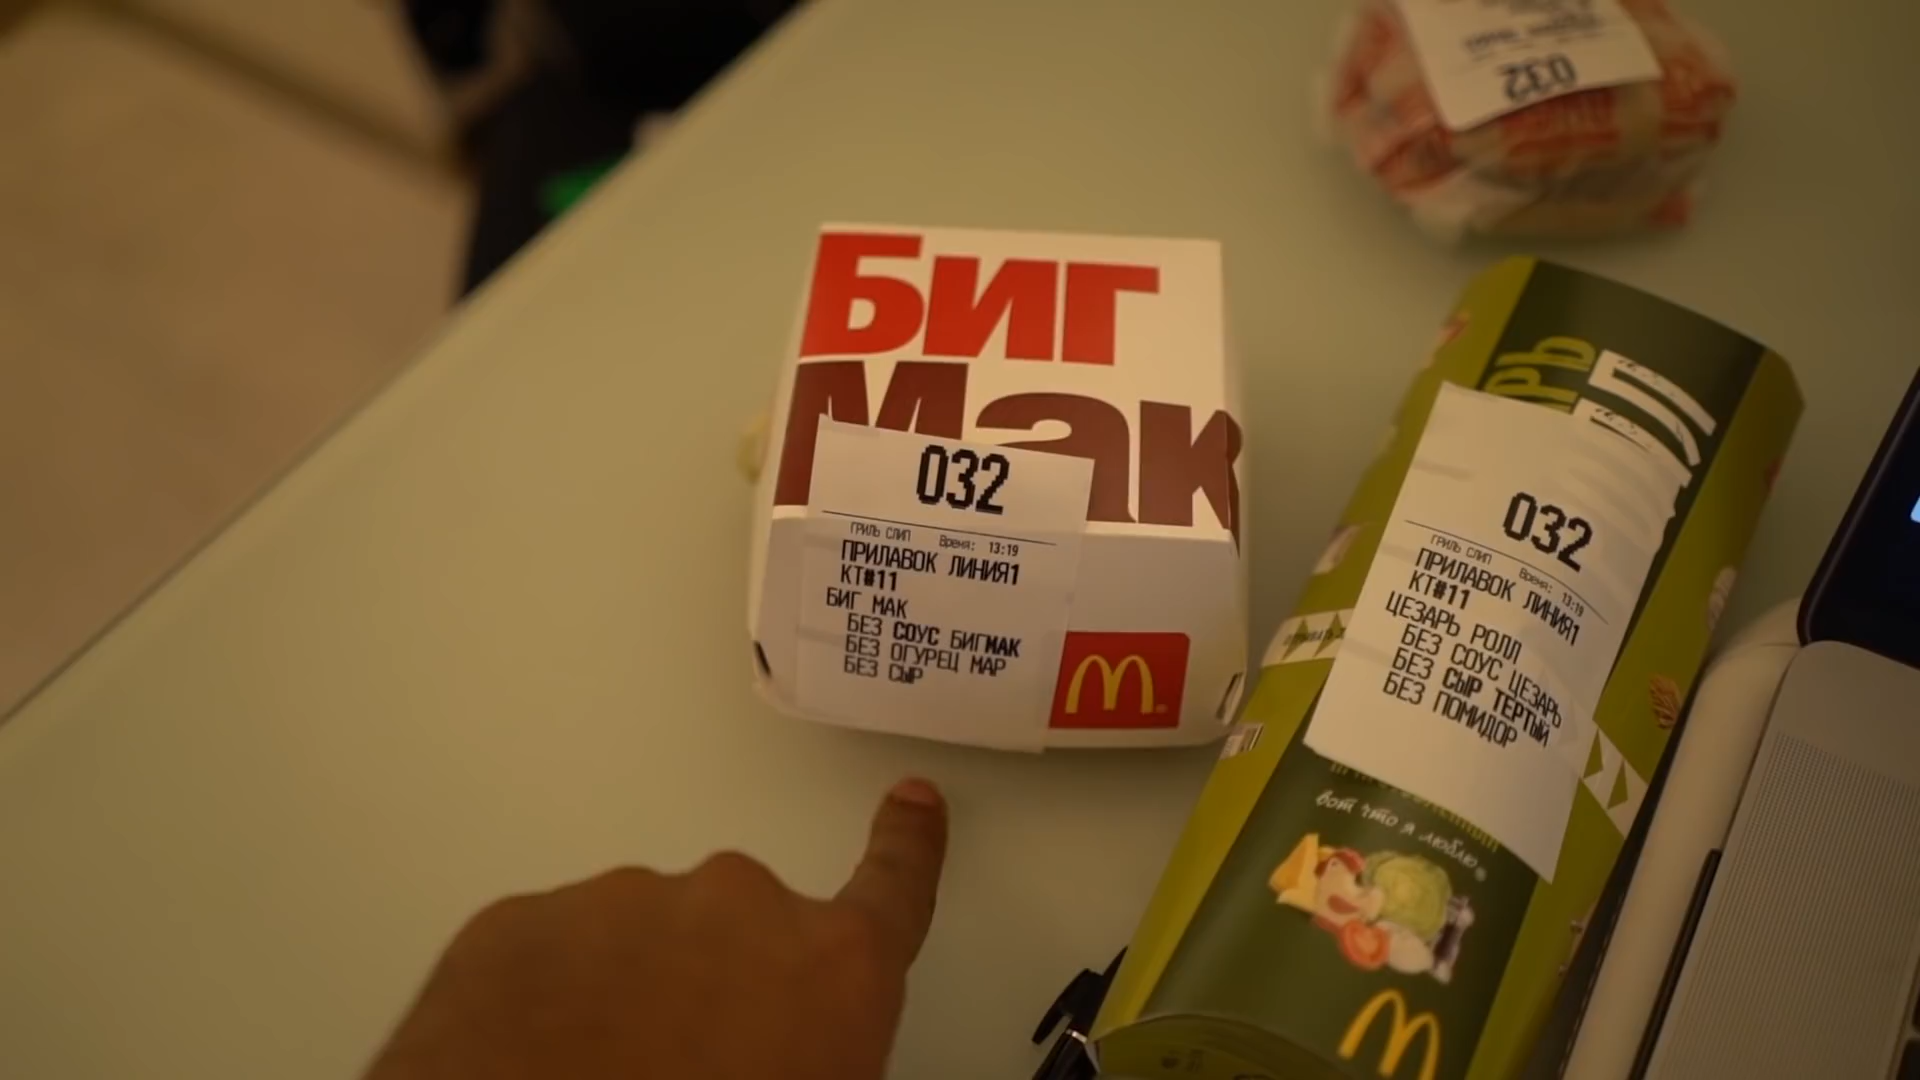 032
БИГ
Мак
032
ГРИЛЬ СЛИП Время: 13:19
ПРИЛАВОК ЛИНИЯ1
КТ#11
БИГ МАК
БЕЗ СОУС БИГМАК
БЕЗ ОГУРЕЦ МАР
БЕЗ СЫР
032
ГРИЛЬ СЛИП Время: 13:19
ПРИЛАВОК ЛИНИЯ1
КТ#11
ЦЕЗАРЬ РОЛЛ
БЕЗ СОУС ЦЕЗАРЬ
БЕЗ СЫР ТЕРТЫЙ
БЕЗ ПОМИДОР
вот что я люблю